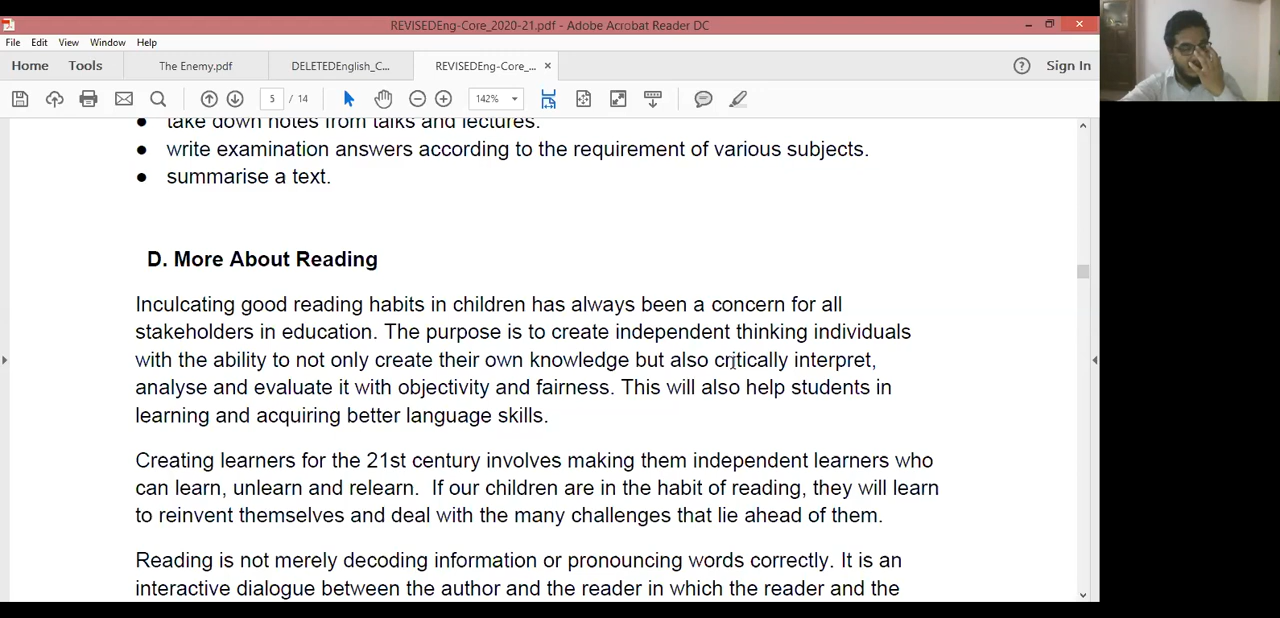 REVISEDEng-Core_2020-21.pdf - Adobe Acrobat Reader DC
File Edit View Window Help
Home Tools The Enemy.pdf DELETEDEnglish_C... REVISEDEng-Core_... × Sign In
5 / 14 142%
take down notes from talks and lectures.
● write examination answers according to the requirement of various subjects.
● summarise a text.
D. More About Reading
Inculcating good reading habits in children has always been a concern for all
stakeholders in education. The purpose is to create independent thinking individuals
with the ability to not only create their own knowledge but also critically interpret,
analyse and evaluate it with objectivity and fairness. This will also help students in
learning and acquiring better language skills.
Creating learners for the 21st century involves making them independent learners who
can learn, unlearn and relearn. If our children are in the habit of reading, they will learn
to reinvent themselves and deal with the many challenges that lie ahead of them.
Reading is not merely decoding information or pronouncing words correctly. It is an
interactive dialogue between the author and the reader in which the reader and the